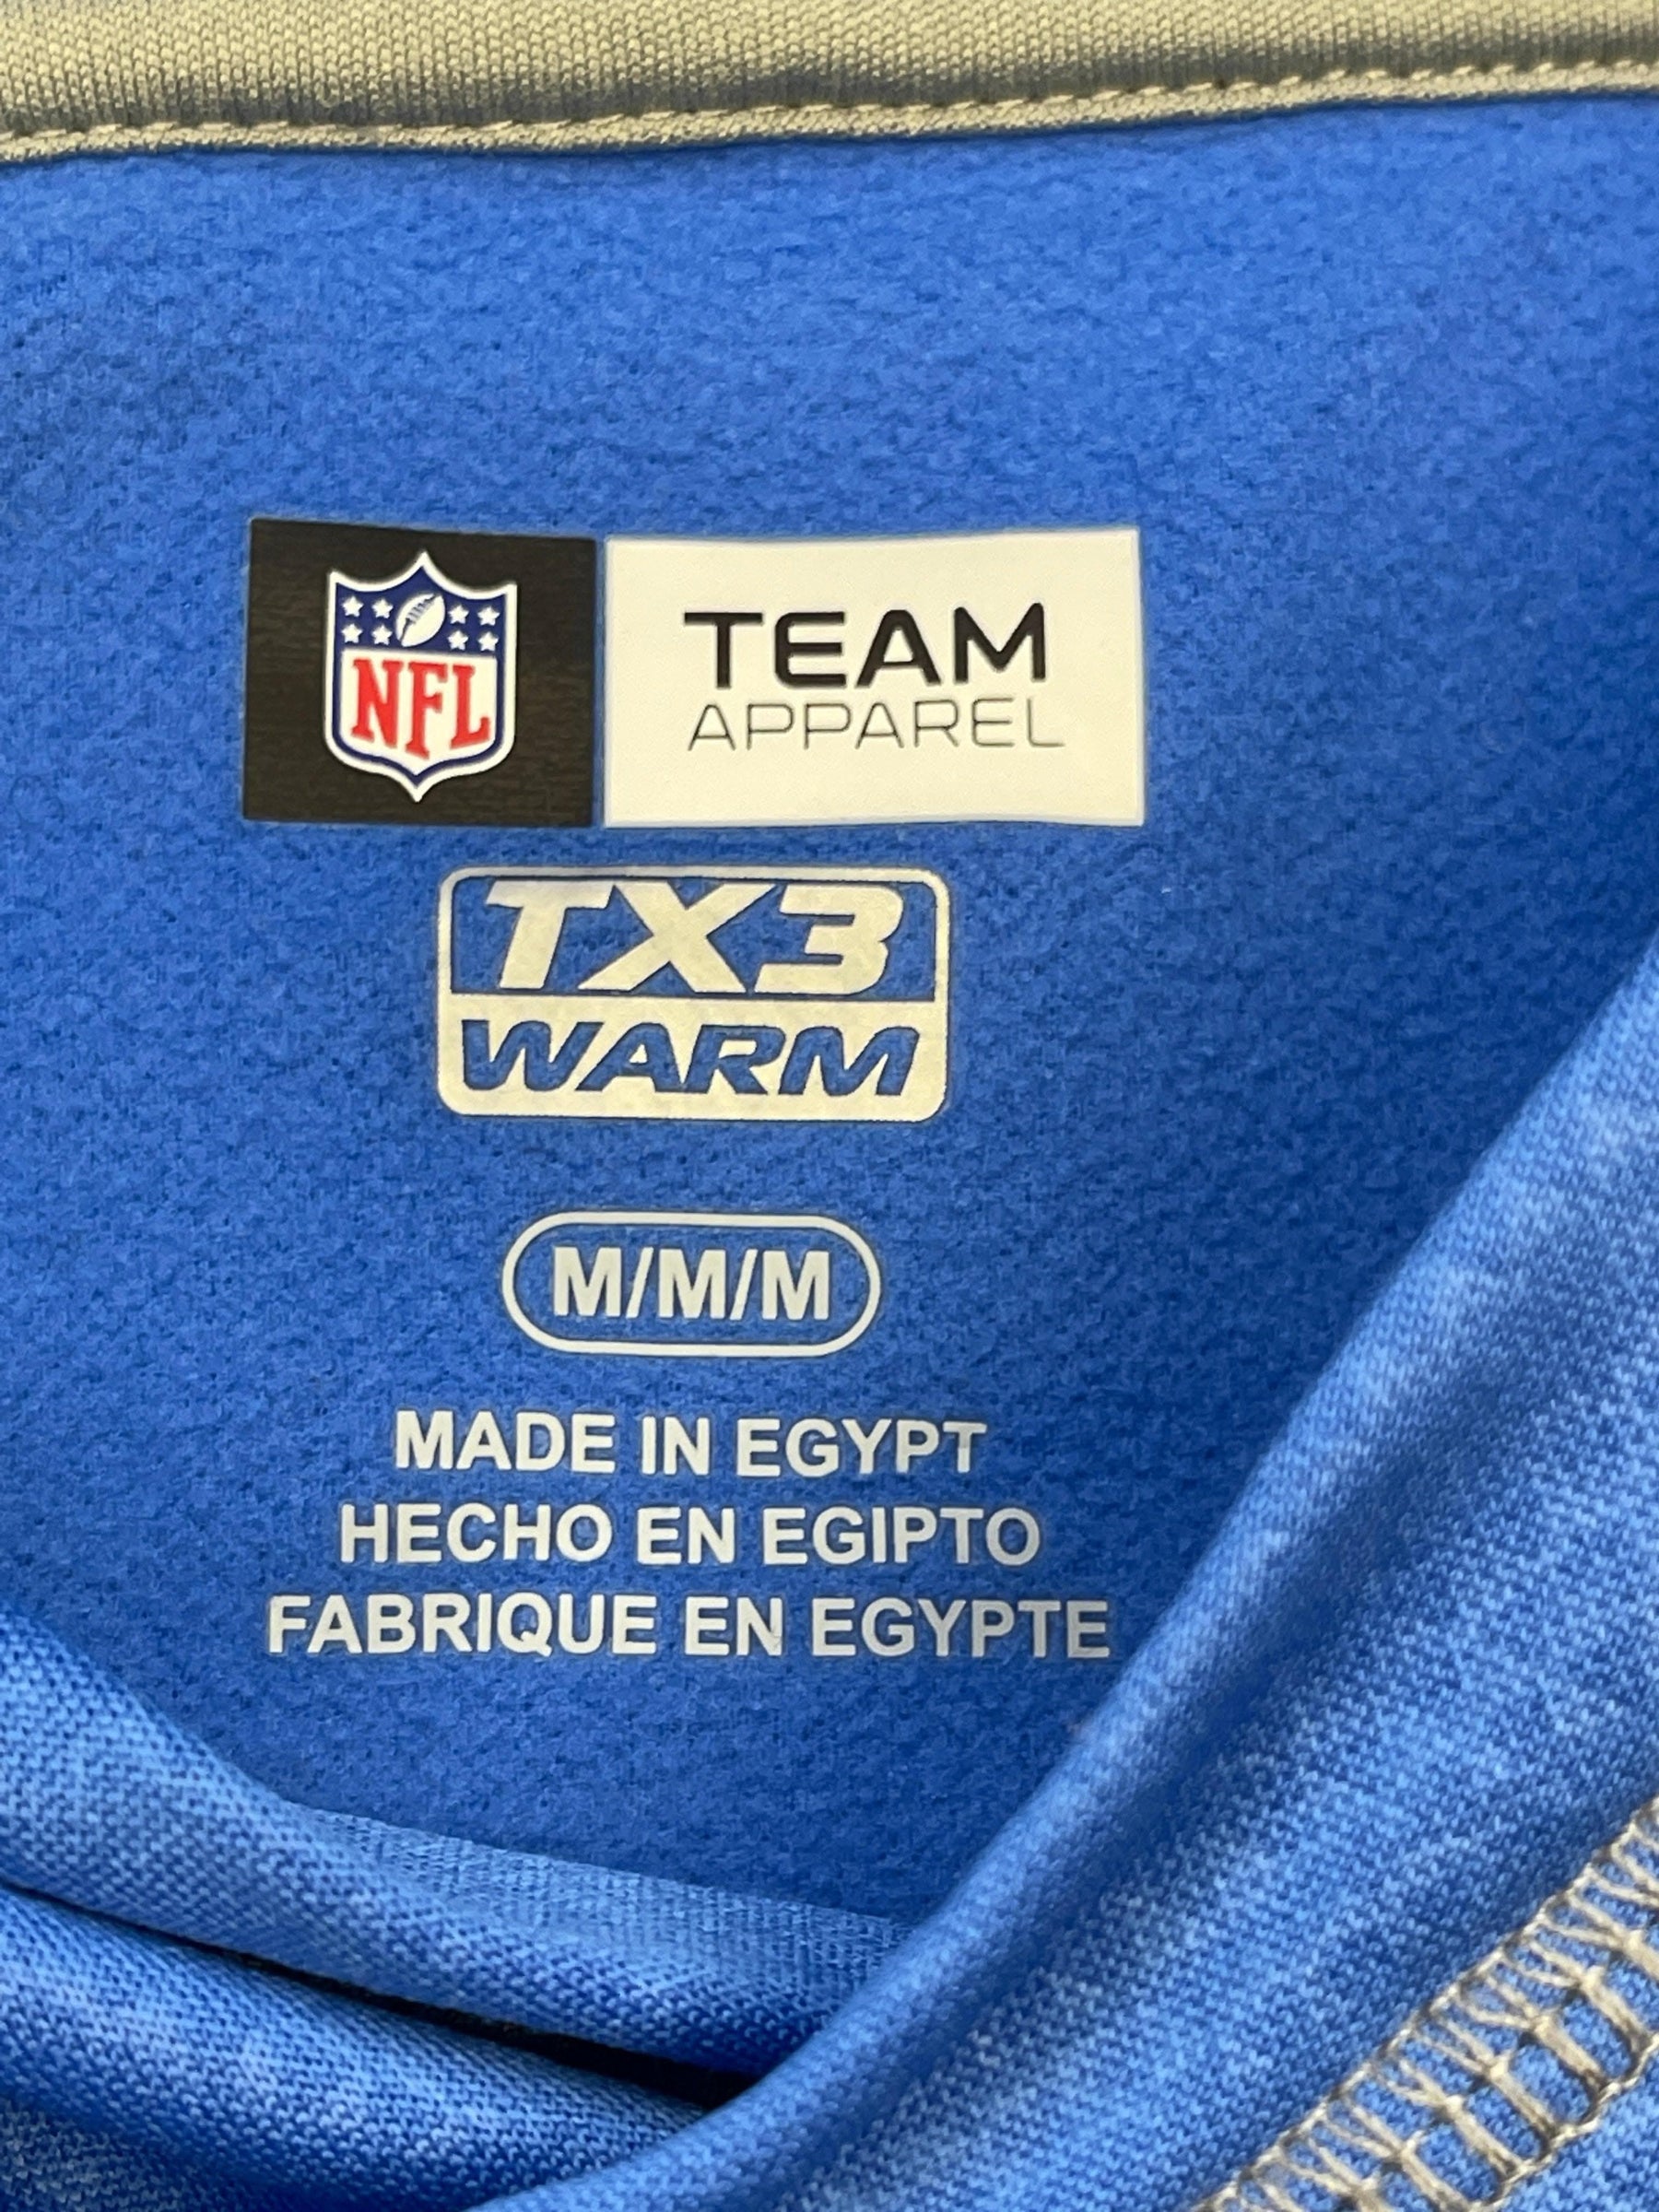 NFL
TEAM
APPAREL
TX3
WARM
M/M/M
MADE IN EGYPT
HECHO EN EGIPTO
FABRIQUE EN EGYPTE